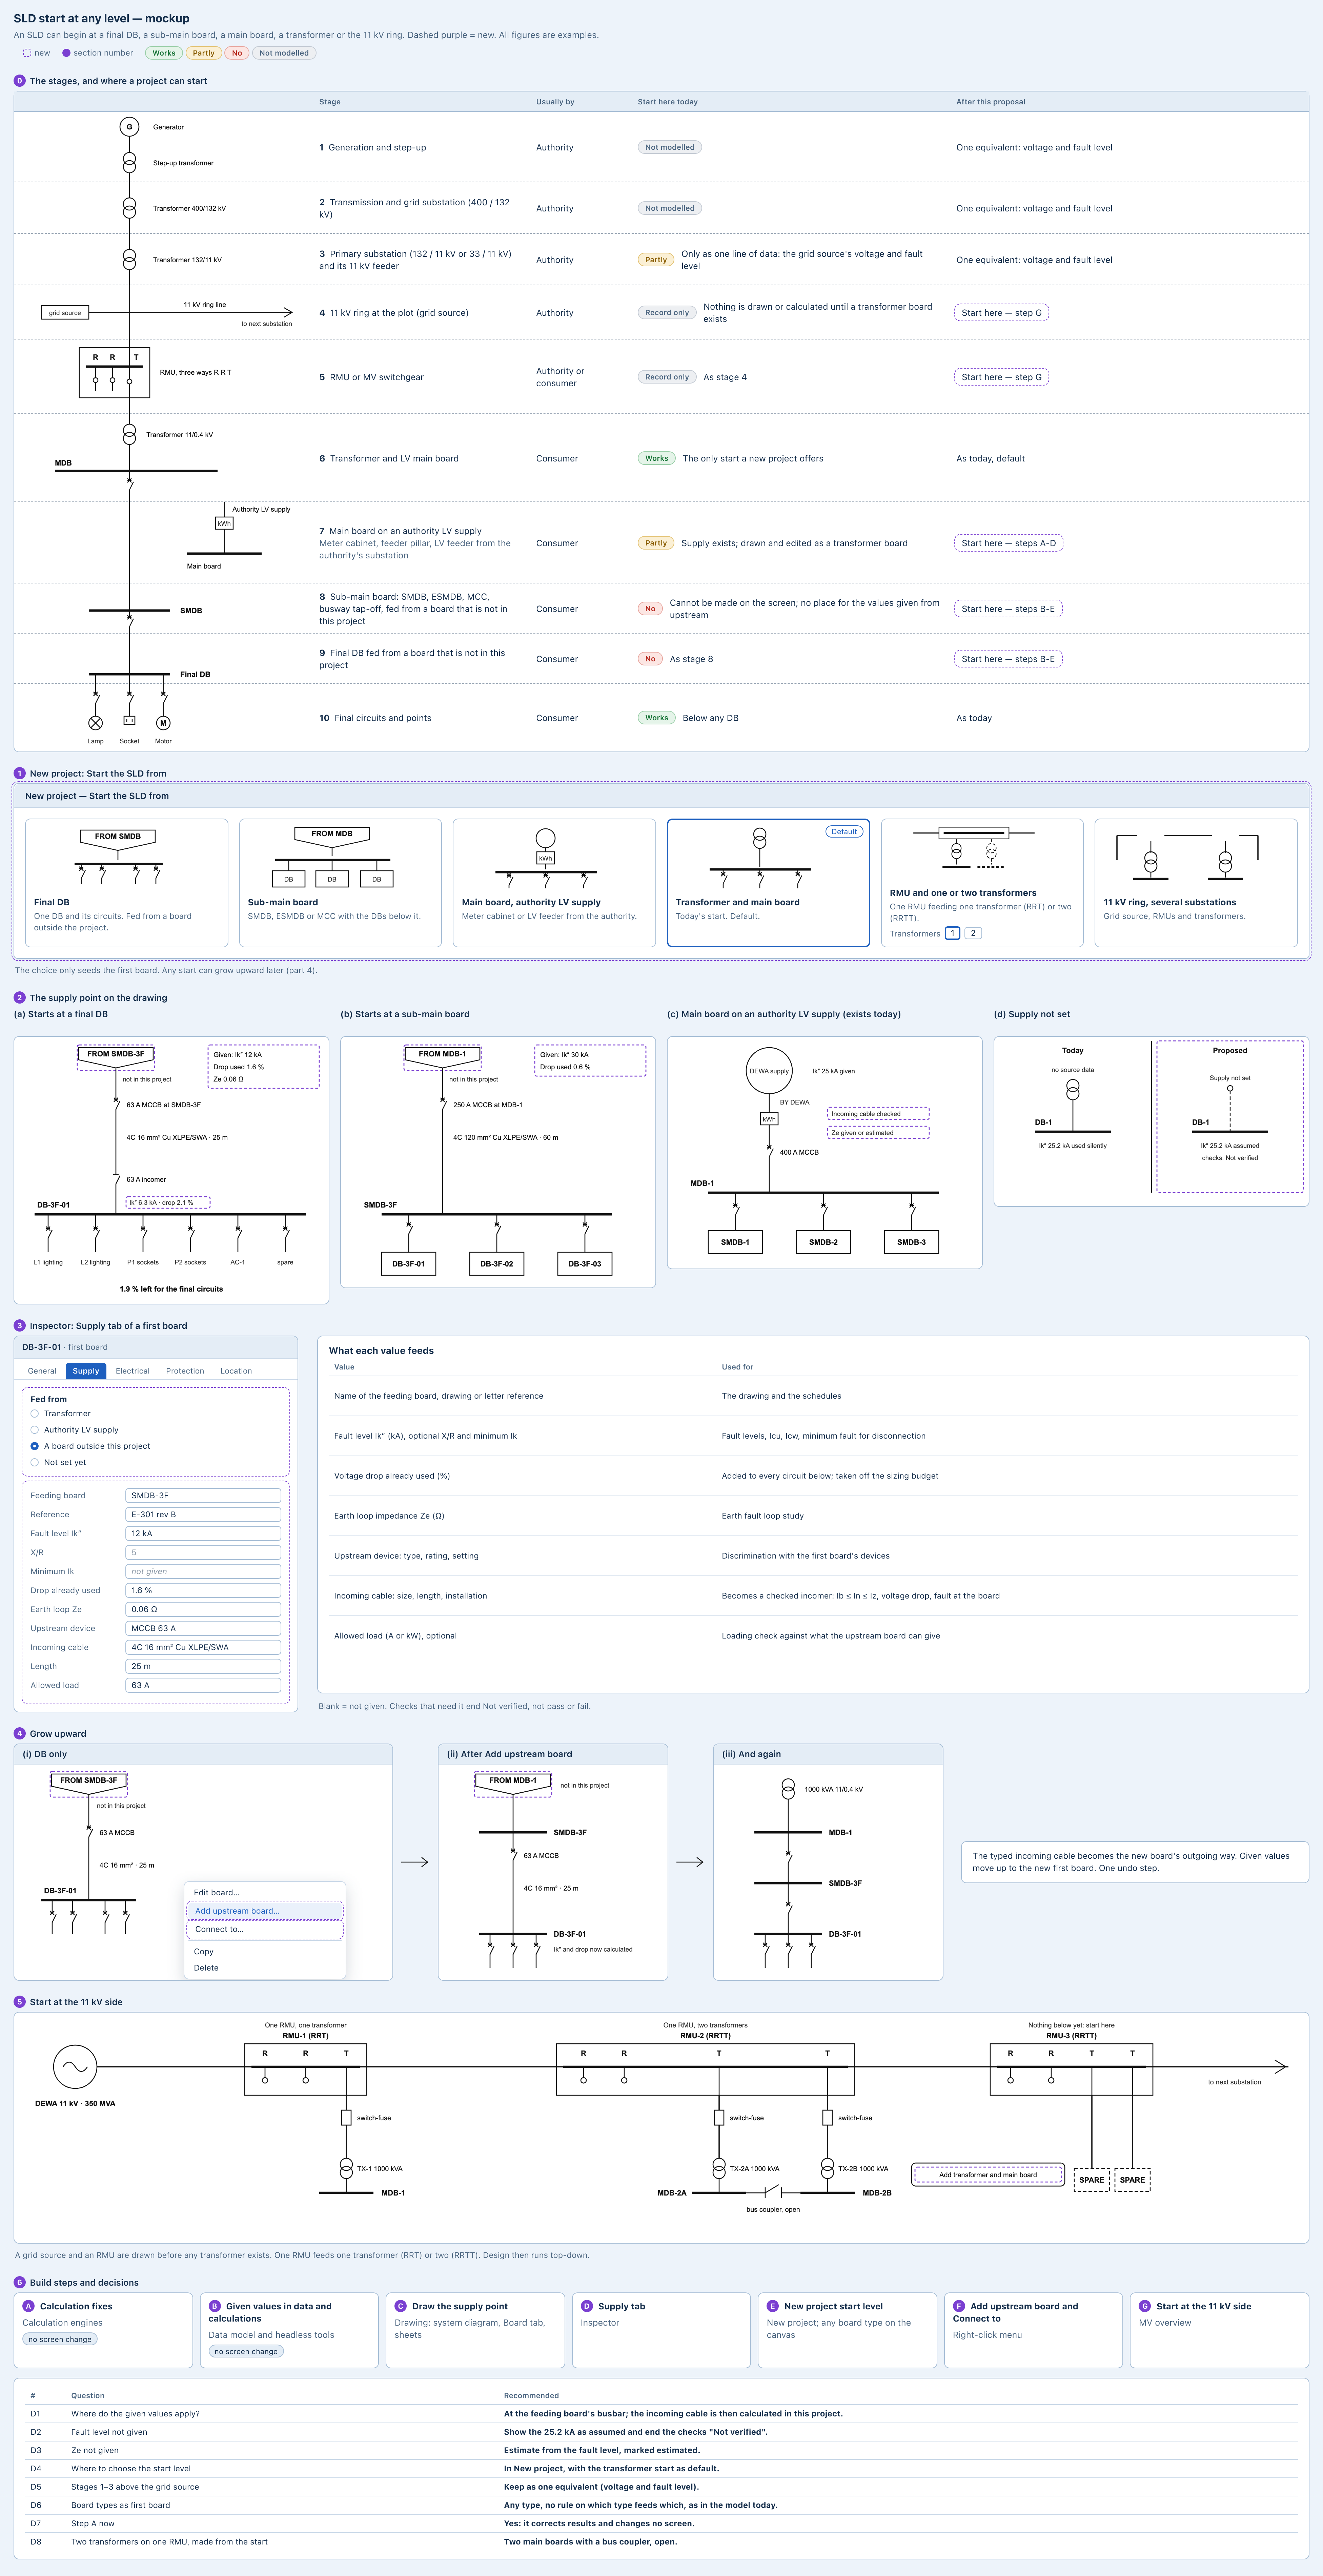 SLD start at any level — mockup
An SLD can begin at a final DB, a sub-main board, a main board, a transformer or the 11 kV ring. Dashed purple = new. All figures are examples.
new
section number
Works
Partly
No
Not modelled
0 The stages, and where a project can start
Stage
Usually by
Start here today
After this proposal
G
Generator
Step-up transformer
1 Generation and step-up
Authority
Not modelled
One equivalent: voltage and fault level
Transformer 400/132 kV
2 Transmission and grid substation (400 / 132
kV)
Authority
Not modelled
One equivalent: voltage and fault level
Transformer 132/11 kV
3 Primary substation (132 / 11 kV or 33 / 11 kV)
and its 11 kV feeder
Authority
Partly
Only as one line of data: the grid source's voltage and fault
level
One equivalent: voltage and fault level
grid source
11 kV ring line
to next substation
4 11 kV ring at the plot (grid source)
Authority
Record only
Nothing is drawn or calculated until a transformer board
exists
Start here — step G
R R T
RMU, three ways R R T
5 RMU or MV switchgear
Authority or
consumer
Record only
As stage 4
Start here — step G
Transformer 11/0.4 kV
MDB
6 Transformer and LV main board
Consumer
Works
The only start a new project offers
As today, default
Authority LV supply
kWh
Main board
7 Main board on an authority LV supply
Meter cabinet, feeder pillar, LV feeder from the
authority's substation
Consumer
Partly
Supply exists; drawn and edited as a transformer board
Start here — steps A-D
SMDB
8 Sub-main board: SMDB, ESMDB, MCC,
busway tap-off, fed from a board that is not in
this project
Consumer
No
Cannot be made on the screen; no place for the values given from
upstream
Start here — steps B-E
Final DB
9 Final DB fed from a board that is not in this
project
Consumer
No
As stage 8
Start here — steps B-E
M
Lamp
Socket
Motor
10 Final circuits and points
Consumer
Works
Below any DB
As today
1 New project: Start the SLD from
New project — Start the SLD from
FROM SMDB
Final DB
One DB and its circuits. Fed from a board
outside the project.
FROM MDB
DB
DB
DB
Sub-main board
SMDB, ESMDB or MCC with the DBs below it.
kWh
Main board, authority LV supply
Meter cabinet or LV feeder from the authority.
Default
Transformer and main board
Today's start. Default.
RMU and one or two transformers
One RMU feeding one transformer (RRT) or two
(RRTT).
Transformers 1 2
11 kV ring, several substations
Grid source, RMUs and transformers.
The choice only seeds the first board. Any start can grow upward later (part 4).
2 The supply point on the drawing
(a) Starts at a final DB
FROM SMDB-3F
not in this project
Given: Ik" 12 kA
Drop used 1.6 %
Ze 0.06 Ω
63 A MCCB at SMDB-3F
4C 16 mm² Cu XLPE/SWA · 25 m
63 A incomer
Ik" 6.3 kA · drop 2.1 %
DB-3F-01
L1 lighting
L2 lighting
P1 sockets
P2 sockets
AC-1
spare
1.9 % left for the final circuits
(b) Starts at a sub-main board
FROM MDB-1
not in this project
Given: Ik" 30 kA
Drop used 0.6 %
250 A MCCB at MDB-1
4C 120 mm² Cu XLPE/SWA · 60 m
SMDB-3F
DB-3F-01
DB-3F-02
DB-3F-03
(c) Main board on an authority LV supply (exists today)
DEWA supply
Ik" 25 kA given
BY DEWA
kWh
Incoming cable checked
Ze given or estimated
400 A MCCB
MDB-1
SMDB-1
SMDB-2
SMDB-3
(d) Supply not set
Today
no source data
DB-1
Ik" 25.2 kA used silently
Proposed
Supply not set
DB-1
Ik" 25.2 kA assumed
checks: Not verified
3 Inspector: Supply tab of a first board
DB-3F-01 · first board
General
Supply
Electrical
Protection
Location
Fed from
Transformer
Authority LV supply
A board outside this project
Not set yet
Feeding board SMDB-3F
Reference E-301 rev B
Fault level Ik" 12 kA
X/R 5
Minimum Ik not given
Drop already used 1.6 %
Earth loop Ze 0.06 Ω
Upstream device MCCB 63 A
Incoming cable 4C 16 mm² Cu XLPE/SWA
Length 25 m
Allowed load 63 A
What each value feeds
Value
Used for
Name of the feeding board, drawing or letter reference
The drawing and the schedules
Fault level Ik" (kA), optional X/R and minimum Ik
Fault levels, Icu, Icw, minimum fault for disconnection
Voltage drop already used (%)
Added to every circuit below; taken off the sizing budget
Earth loop impedance Ze (Ω)
Earth fault loop study
Upstream device: type, rating, setting
Discrimination with the first board's devices
Incoming cable: size, length, installation
Becomes a checked incomer: Ib ≤ In ≤ Iz, voltage drop, fault at the board
Allowed load (A or kW), optional
Loading check against what the upstream board can give
Blank = not given. Checks that need it end Not verified, not pass or fail.
4 Grow upward
(i) DB only
FROM SMDB-3F
not in this project
63 A MCCB
4C 16 mm² · 25 m
DB-3F-01
Edit board...
Add upstream board...
Connect to...
Copy
Delete
(ii) After Add upstream board
FROM MDB-1
not in this project
SMDB-3F
63 A MCCB
4C 16 mm² · 25 m
DB-3F-01
Ik" and drop now calculated
(iii) And again
1000 kVA 11/0.4 kV
MDB-1
SMDB-3F
DB-3F-01
The typed incoming cable becomes the new board's outgoing way. Given values
move up to the new first board. One undo step.
5 Start at the 11 kV side
DEWA 11 kV · 350 MVA
One RMU, one transformer
RMU-1 (RRT)
R R T
switch-fuse
TX-1 1000 kVA
MDB-1
One RMU, two transformers
RMU-2 (RRTT)
R R T T
switch-fuse
switch-fuse
TX-2A 1000 kVA
TX-2B 1000 kVA
MDB-2A
MDB-2B
bus coupler, open
Nothing below yet: start here
RMU-3 (RRTT)
R R T T
to next substation
Add transformer and main board
SPARE
SPARE
A grid source and an RMU are drawn before any transformer exists. One RMU feeds one transformer (RRT) or two (RRTT). Design then runs top-down.
6 Build steps and decisions
A Calculation fixes
Calculation engines
no screen change
B Given values in data and
calculations
Data model and headless tools
no screen change
C Draw the supply point
Drawing: system diagram, Board tab,
sheets
D Supply tab
Inspector
E New project start level
New project; any board type on the
canvas
F Add upstream board and
Connect to
Right-click menu
G Start at the 11 kV side
MV overview
# Question Recommended
D1 Where do the given values apply? At the feeding board's busbar; the incoming cable is then calculated in this project.
D2 Fault level not given Show the 25.2 kA as assumed and end the checks "Not verified".
D3 Ze not given Estimate from the fault level, marked estimated.
D4 Where to choose the start level In New project, with the transformer start as default.
D5 Stages 1–3 above the grid source Keep as one equivalent (voltage and fault level).
D6 Board types as first board Any type, no rule on which type feeds which, as in the model today.
D7 Step A now Yes: it corrects results and changes no screen.
D8 Two transformers on one RMU, made from the start Two main boards with a bus coupler, open.